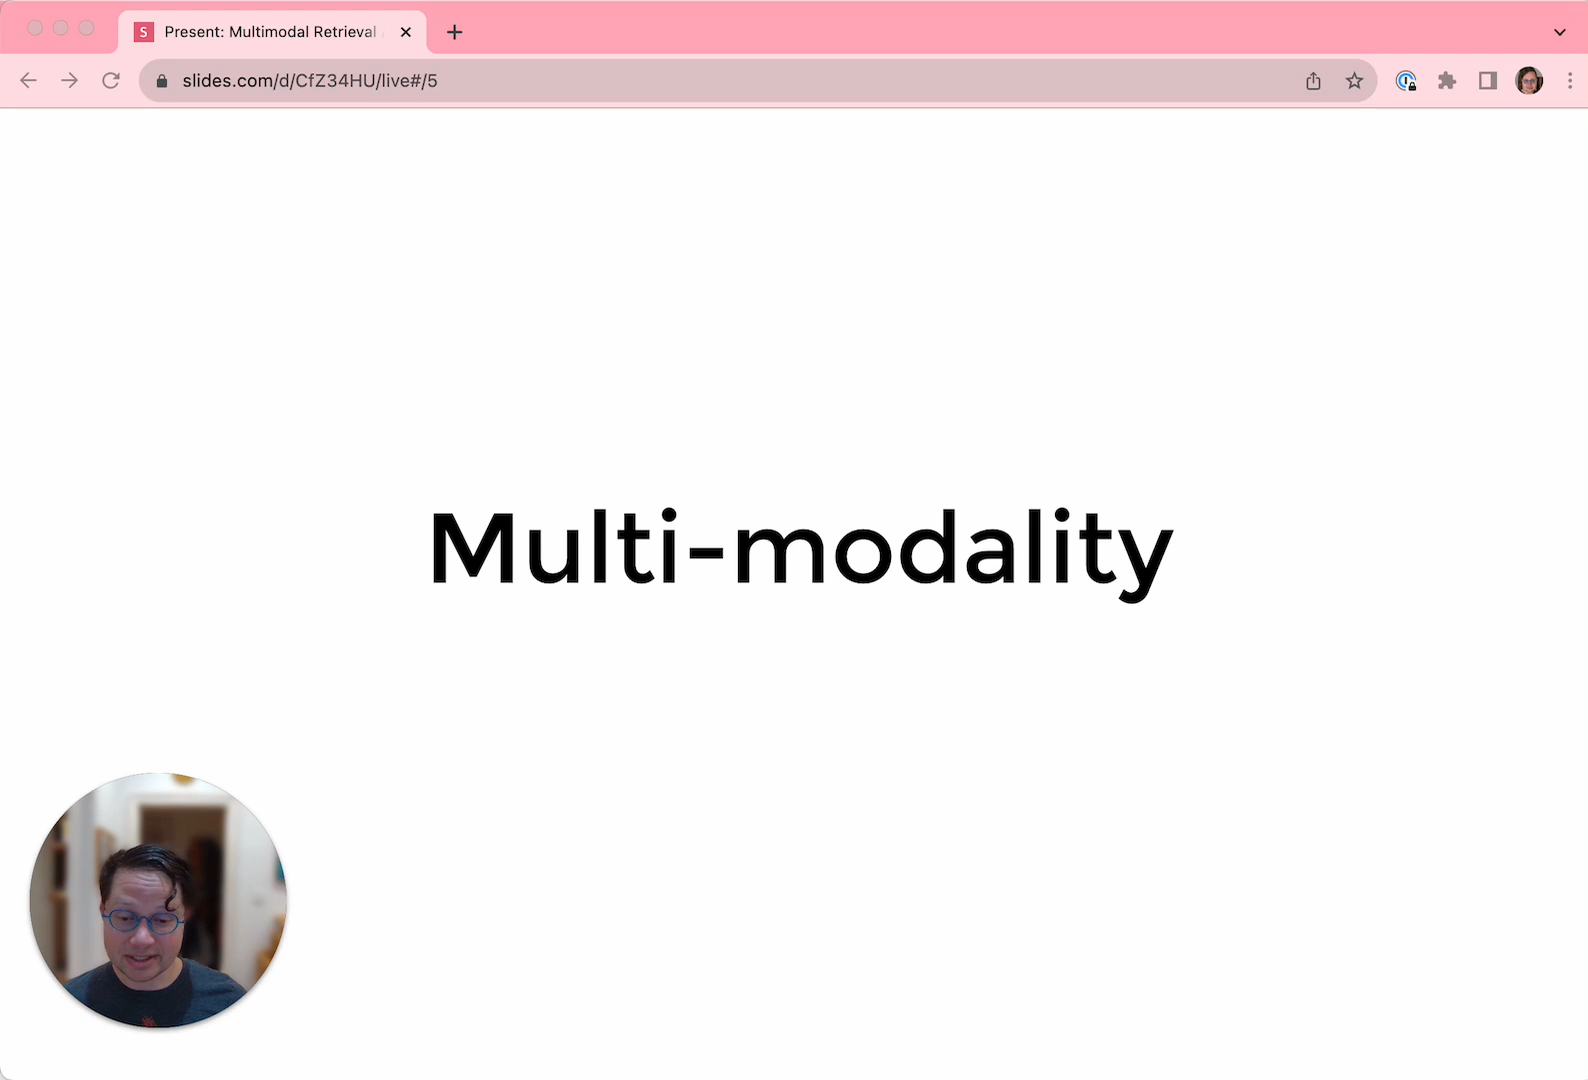 S Present: Multimodal Retrieval
slides.com/d/CfZ34HU/live#/5
Multi-modality